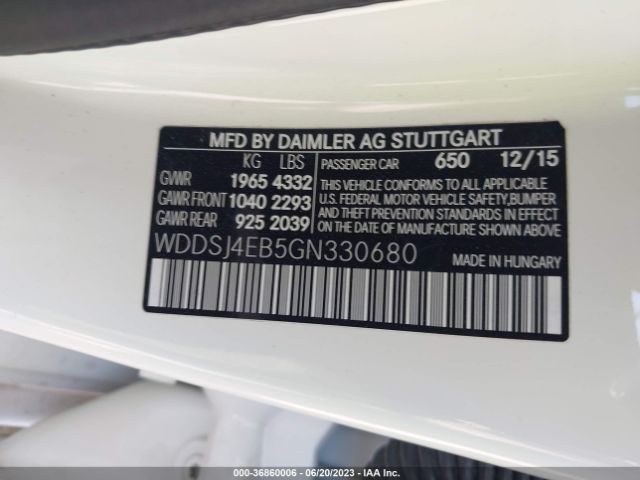 MFD BY DAIMLER AG STUTTGART
KG LBS
GVWR 1965 4332
GAWR FRONT 1040 2293
GAWR REAR 925 2039
PASSENGER CAR 650 12/15
THIS VEHICLE CONFORMS TO ALL APPLICABLE
U.S. FEDERAL MOTOR VEHICLE SAFETY,BUMPER
AND THEFT PREVENTION STANDARDS IN EFFECT
ON THE DATE OF MANUFACTURE SHOWN ABOVE
WDDSJ4EB5GN330680
MADE IN HUNGARY
000-36860006 - 06/20/2023 - IAA Inc.